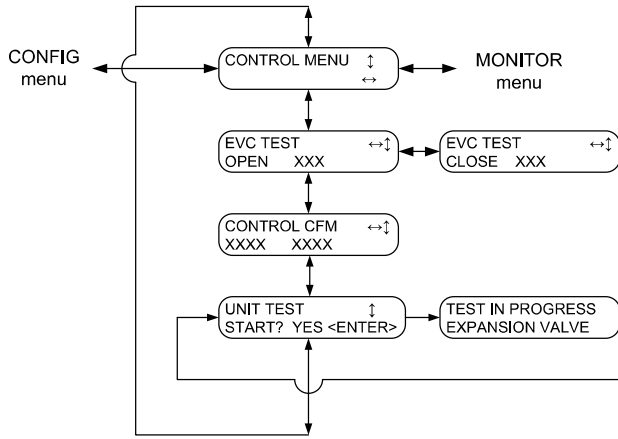 CONFIG
menu
CONTROL MENU ↕
↔
MONITOR
menu
EVC TEST ↔↕
OPEN XXX
EVC TEST ↔↕
CLOSE XXX
CONTROL CFM ↔↕
XXXX XXXX
UNIT TEST ↕
START? YES <ENTER>
TEST IN PROGRESS
EXPANSION VALVE